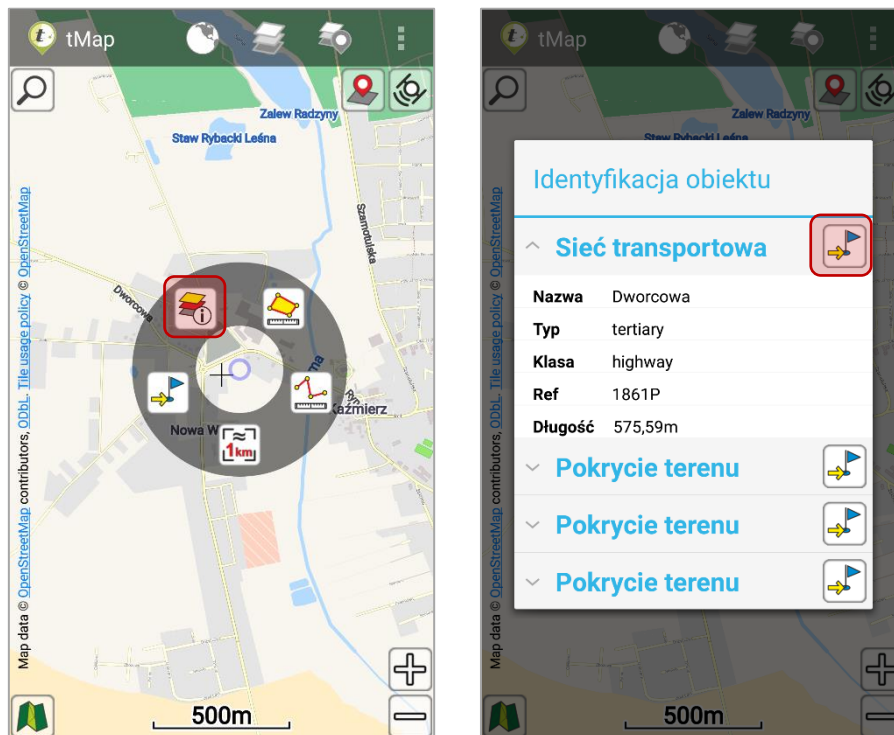 tMap
Zalew Radzyny
Staw Rybacki Leśna
Szamotulska
Dworcowa
Kaźmierz
Nowa W
1km
Map data © OpenStreetMap contributors, ODbL. Tile usage policy © OpenStreetMap
500m
tMap
Zalew Radzyny
Staw Rybacki Leśna
Identyfikacja obiektu
Sieć transportowa
Nazwa Dworcowa
Typ tertiary
Klasa highway
Ref 1861P
Długość 575,59m
Pokrycie terenu
Pokrycie terenu
Pokrycie terenu
Map data © OpenStreetMap contributors, ODbL. Tile usage policy © OpenStreetMap
500m